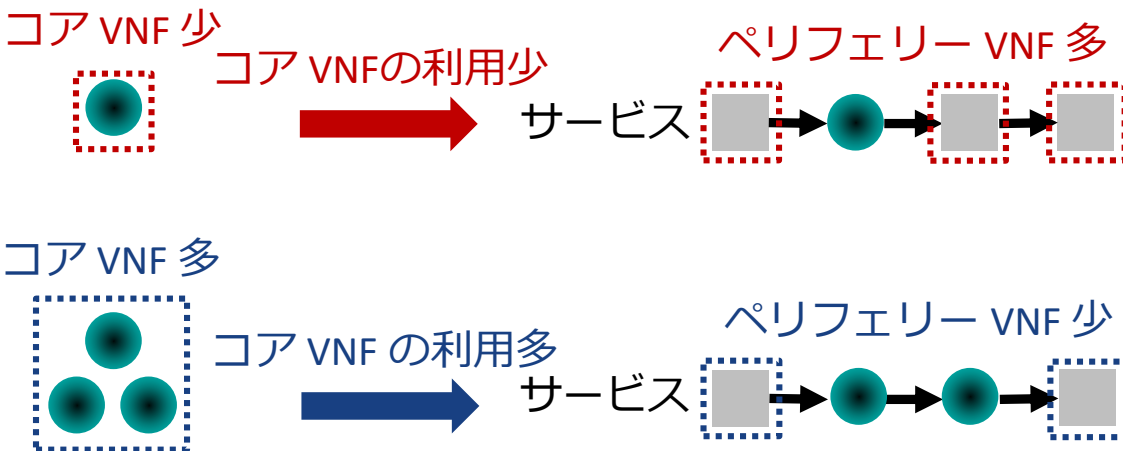 コア VNF 少
コア VNFの利用少
ペリフェリー VNF 多
サービス
コア VNF 多
コア VNF の利用多
ペリフェリー VNF 少
サービス